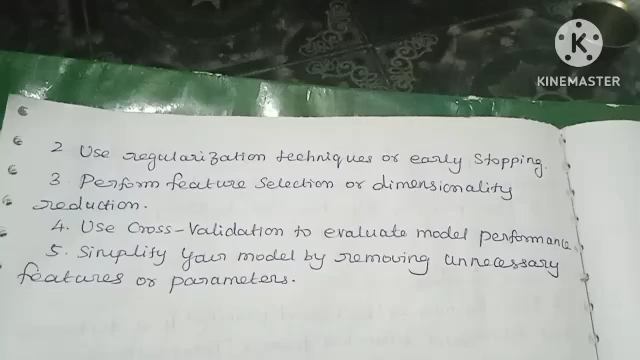 KINEMASTER
2 Use regularization techniques or early Stopping.
3 Perform feature selection or dimensionality
reduction.
4. Use Cross-Validation to evaluate model performance
5. Simplify your model by removing unnecessary
features or parameters.